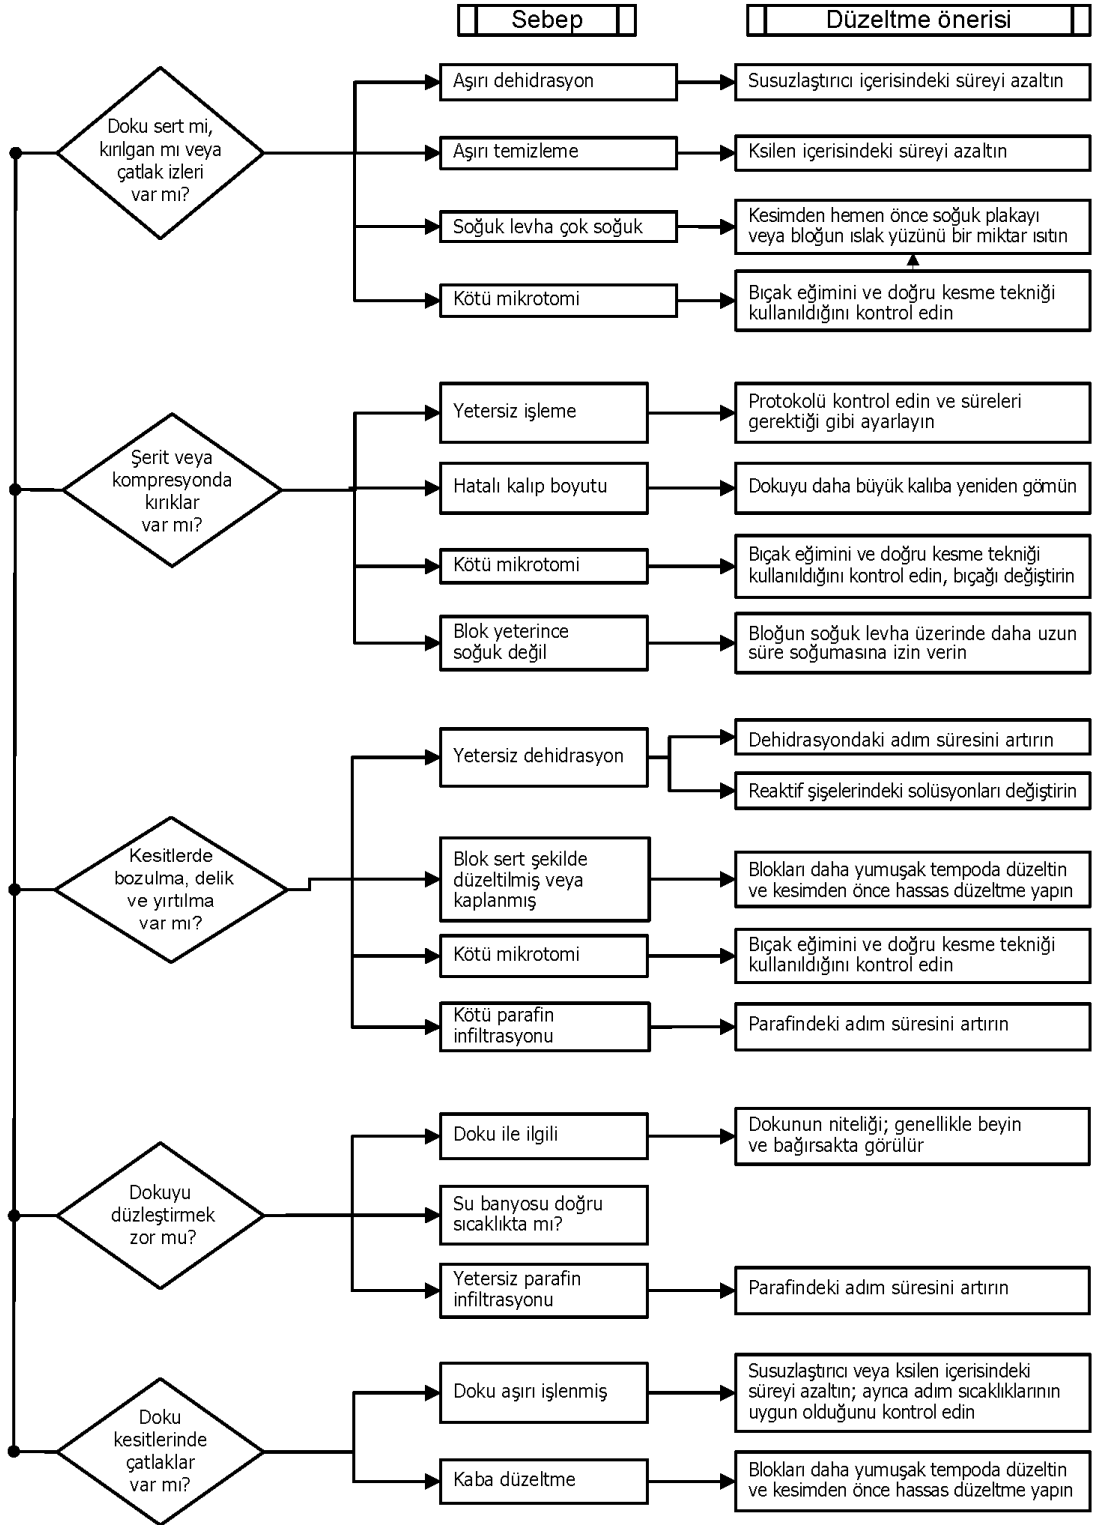 Sebep
Düzeltme önerisi
Doku sert mi,
kırılgan mı veya
çatlak izleri
var mı?
Aşırı dehidrasyon
Susuzlaştırıcı içerisindeki süreyi azaltın
Aşırı temizleme
Ksilen içerisindeki süreyi azaltın
Soğuk levha çok soğuk
Kesimden hemen önce soğuk plakayı
veya bloğun ıslak yüzünü bir miktar ısıtın
Kötü mikrotomi
Bıçak eğimini ve doğru kesme tekniği
kullanıldığını kontrol edin
Şerit veya
kompresyonda
kırıklar
var mı?
Yetersiz işleme
Protokolü kontrol edin ve süreleri
gerektiği gibi ayarlayın
Hatalı kalıp boyutu
Dokuyu daha büyük kalıba yeniden gömün
Kötü mikrotomi
Bıçak eğimini ve doğru kesme tekniği
kullanıldığını kontrol edin, bıçağı değiştirin
Blok yeterince
soğuk değil
Bloğun soğuk levha üzerinde daha uzun
süre soğumasına izin verin
Kesitlerde
bozulma, delik
ve yırtılma
var mı?
Yetersiz dehidrasyon
Dehidrasyondaki adım süresini artırın
Reaktif şişelerindeki solüsyonları değiştirin
Blok sert şekilde
düzeltilmiş veya
kaplanmış
Blokları daha yumuşak tempoda düzeltin
ve kesimden önce hassas düzeltme yapın
Kötü mikrotomi
Bıçak eğimini ve doğru kesme tekniği
kullanıldığını kontrol edin
Kötü parafin
infiltrasyonu
Parafindeki adım süresini artırın
Dokuyu
düzleştirmek
zor mu?
Doku ile ilgili
Dokunun niteliği; genellikle beyin
ve bağırsakta görülür
Su banyosu doğru
sıcaklıkta mı?
Yetersiz parafin
infiltrasyonu
Parafindeki adım süresini artırın
Doku
kesitlerinde
çatlaklar
var mı?
Doku aşırı işlenmiş
Susuzlaştırıcı veya ksilen içerisindeki
süreyi azaltın; ayrıca adım sıcaklıklarının
uygun olduğunu kontrol edin
Kaba düzeltme
Blokları daha yumuşak tempoda düzeltin
ve kesimden önce hassas düzeltme yapın